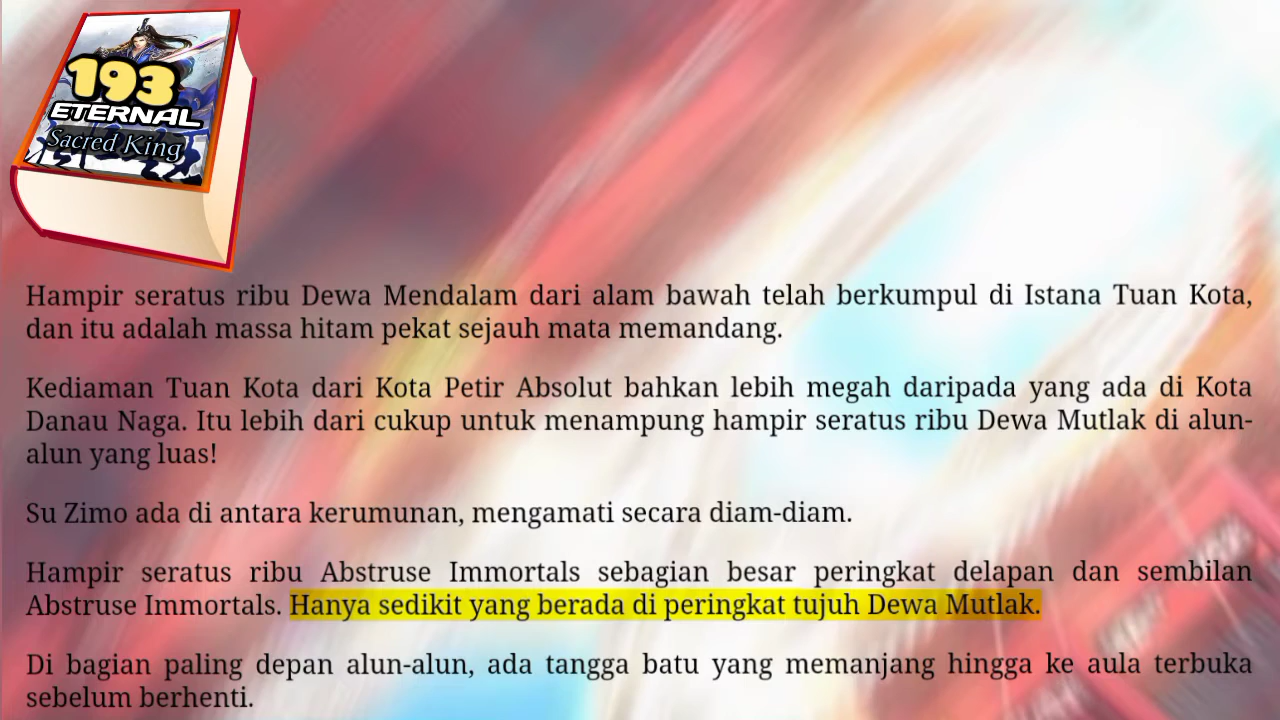 193
ETERNAL
Sacred King
Hampir seratus ribu Dewa Mendalam dari alam bawah telah berkumpul di Istana Tuan Kota,
dan itu adalah massa hitam pekat sejauh mata memandang.
Kediaman Tuan Kota dari Kota Petir Absolut bahkan lebih megah daripada yang ada di Kota
Danau Naga. Itu lebih dari cukup untuk menampung hampir seratus ribu Dewa Mutlak di alun-
alun yang luas!
Su Zimo ada di antara kerumunan, mengamati secara diam-diam.
Hampir seratus ribu Abstruse Immortals sebagian besar peringkat delapan dan sembilan
Abstruse Immortals. Hanya sedikit yang berada di peringkat tujuh Dewa Mutlak.
Di bagian paling depan alun-alun, ada tangga batu yang memanjang hingga ke aula terbuka
sebelum berhenti.